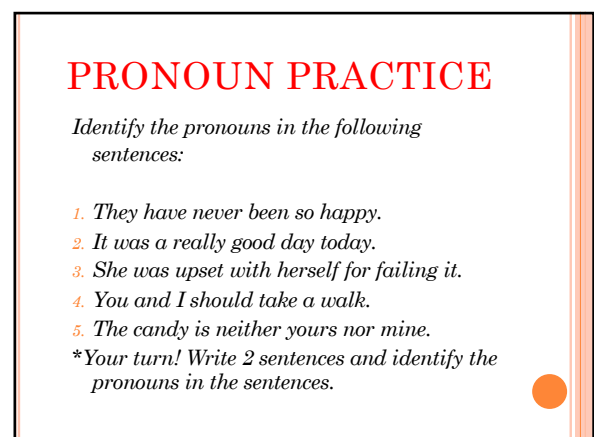 PRONOUN PRACTICE
Identify the pronouns in the following
sentences:
1. They have never been so happy.
2. It was a really good day today.
3. She was upset with herself for failing it.
4. You and I should take a walk.
5. The candy is neither yours nor mine.
*Your turn! Write 2 sentences and identify the
pronouns in the sentences.